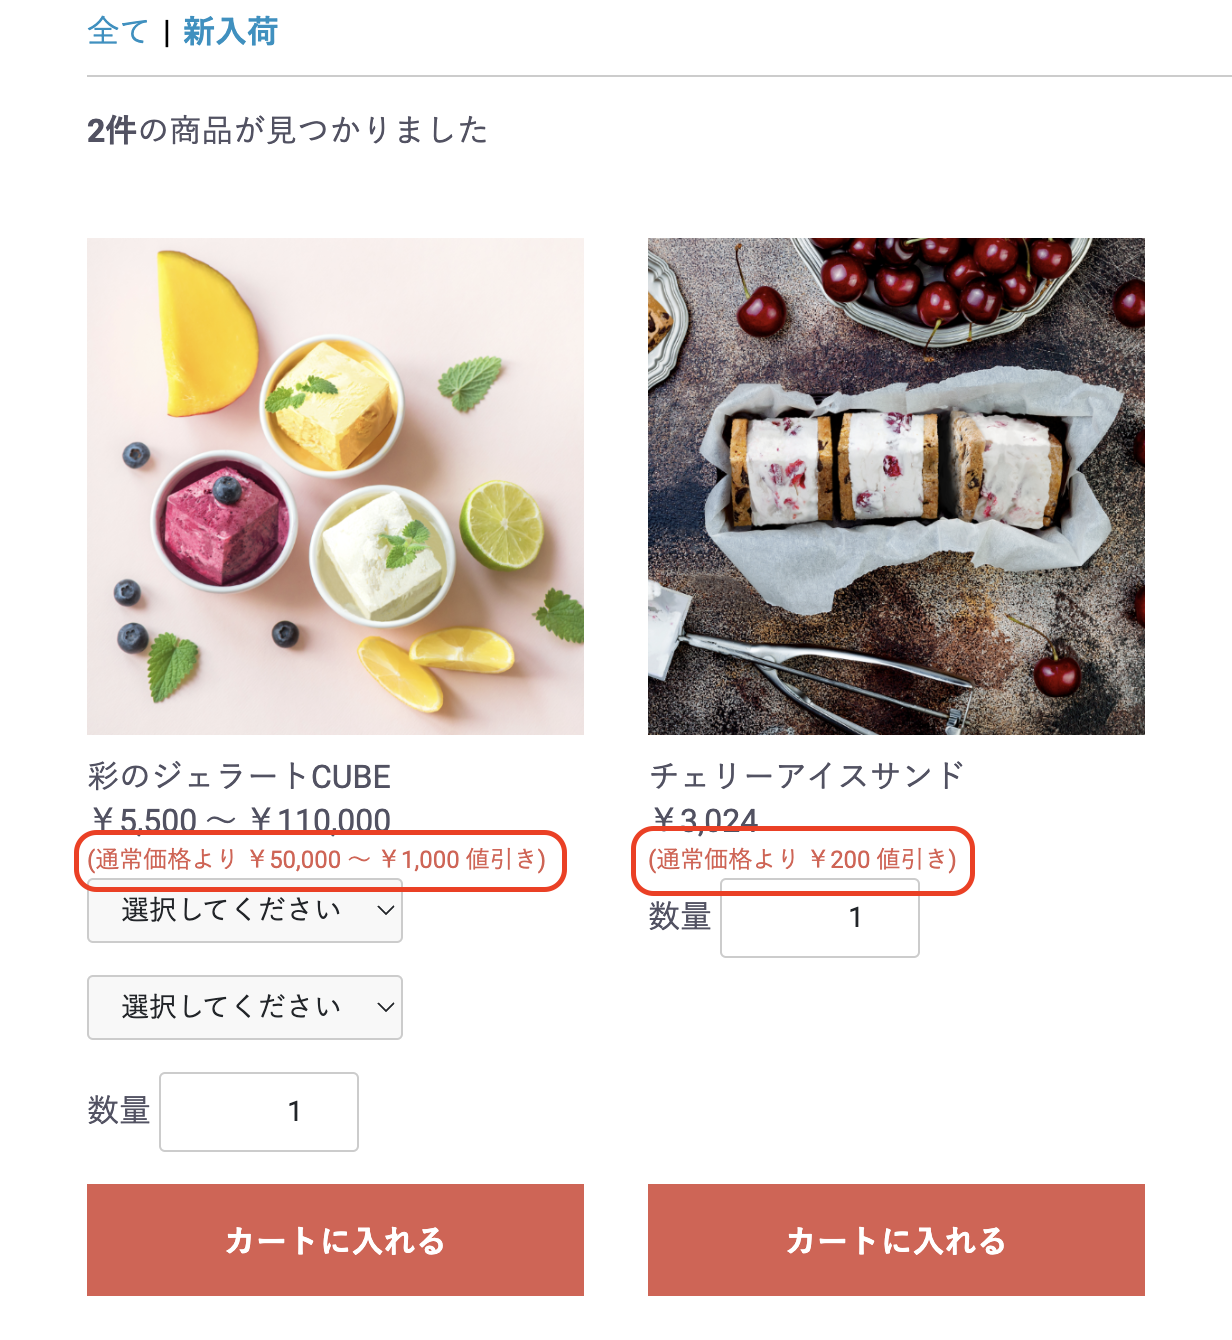 全て | 新入荷
2件の商品が見つかりました
彩のジェラートCUBE
￥5,500 ～ ￥110,000
(通常価格より ￥50,000 ～ ￥1,000 値引き)
選択してください
選択してください
数量 1
カートに入れる
チェリーアイスサンド
￥3,024
(通常価格より ￥200 値引き)
数量 1
カートに入れる